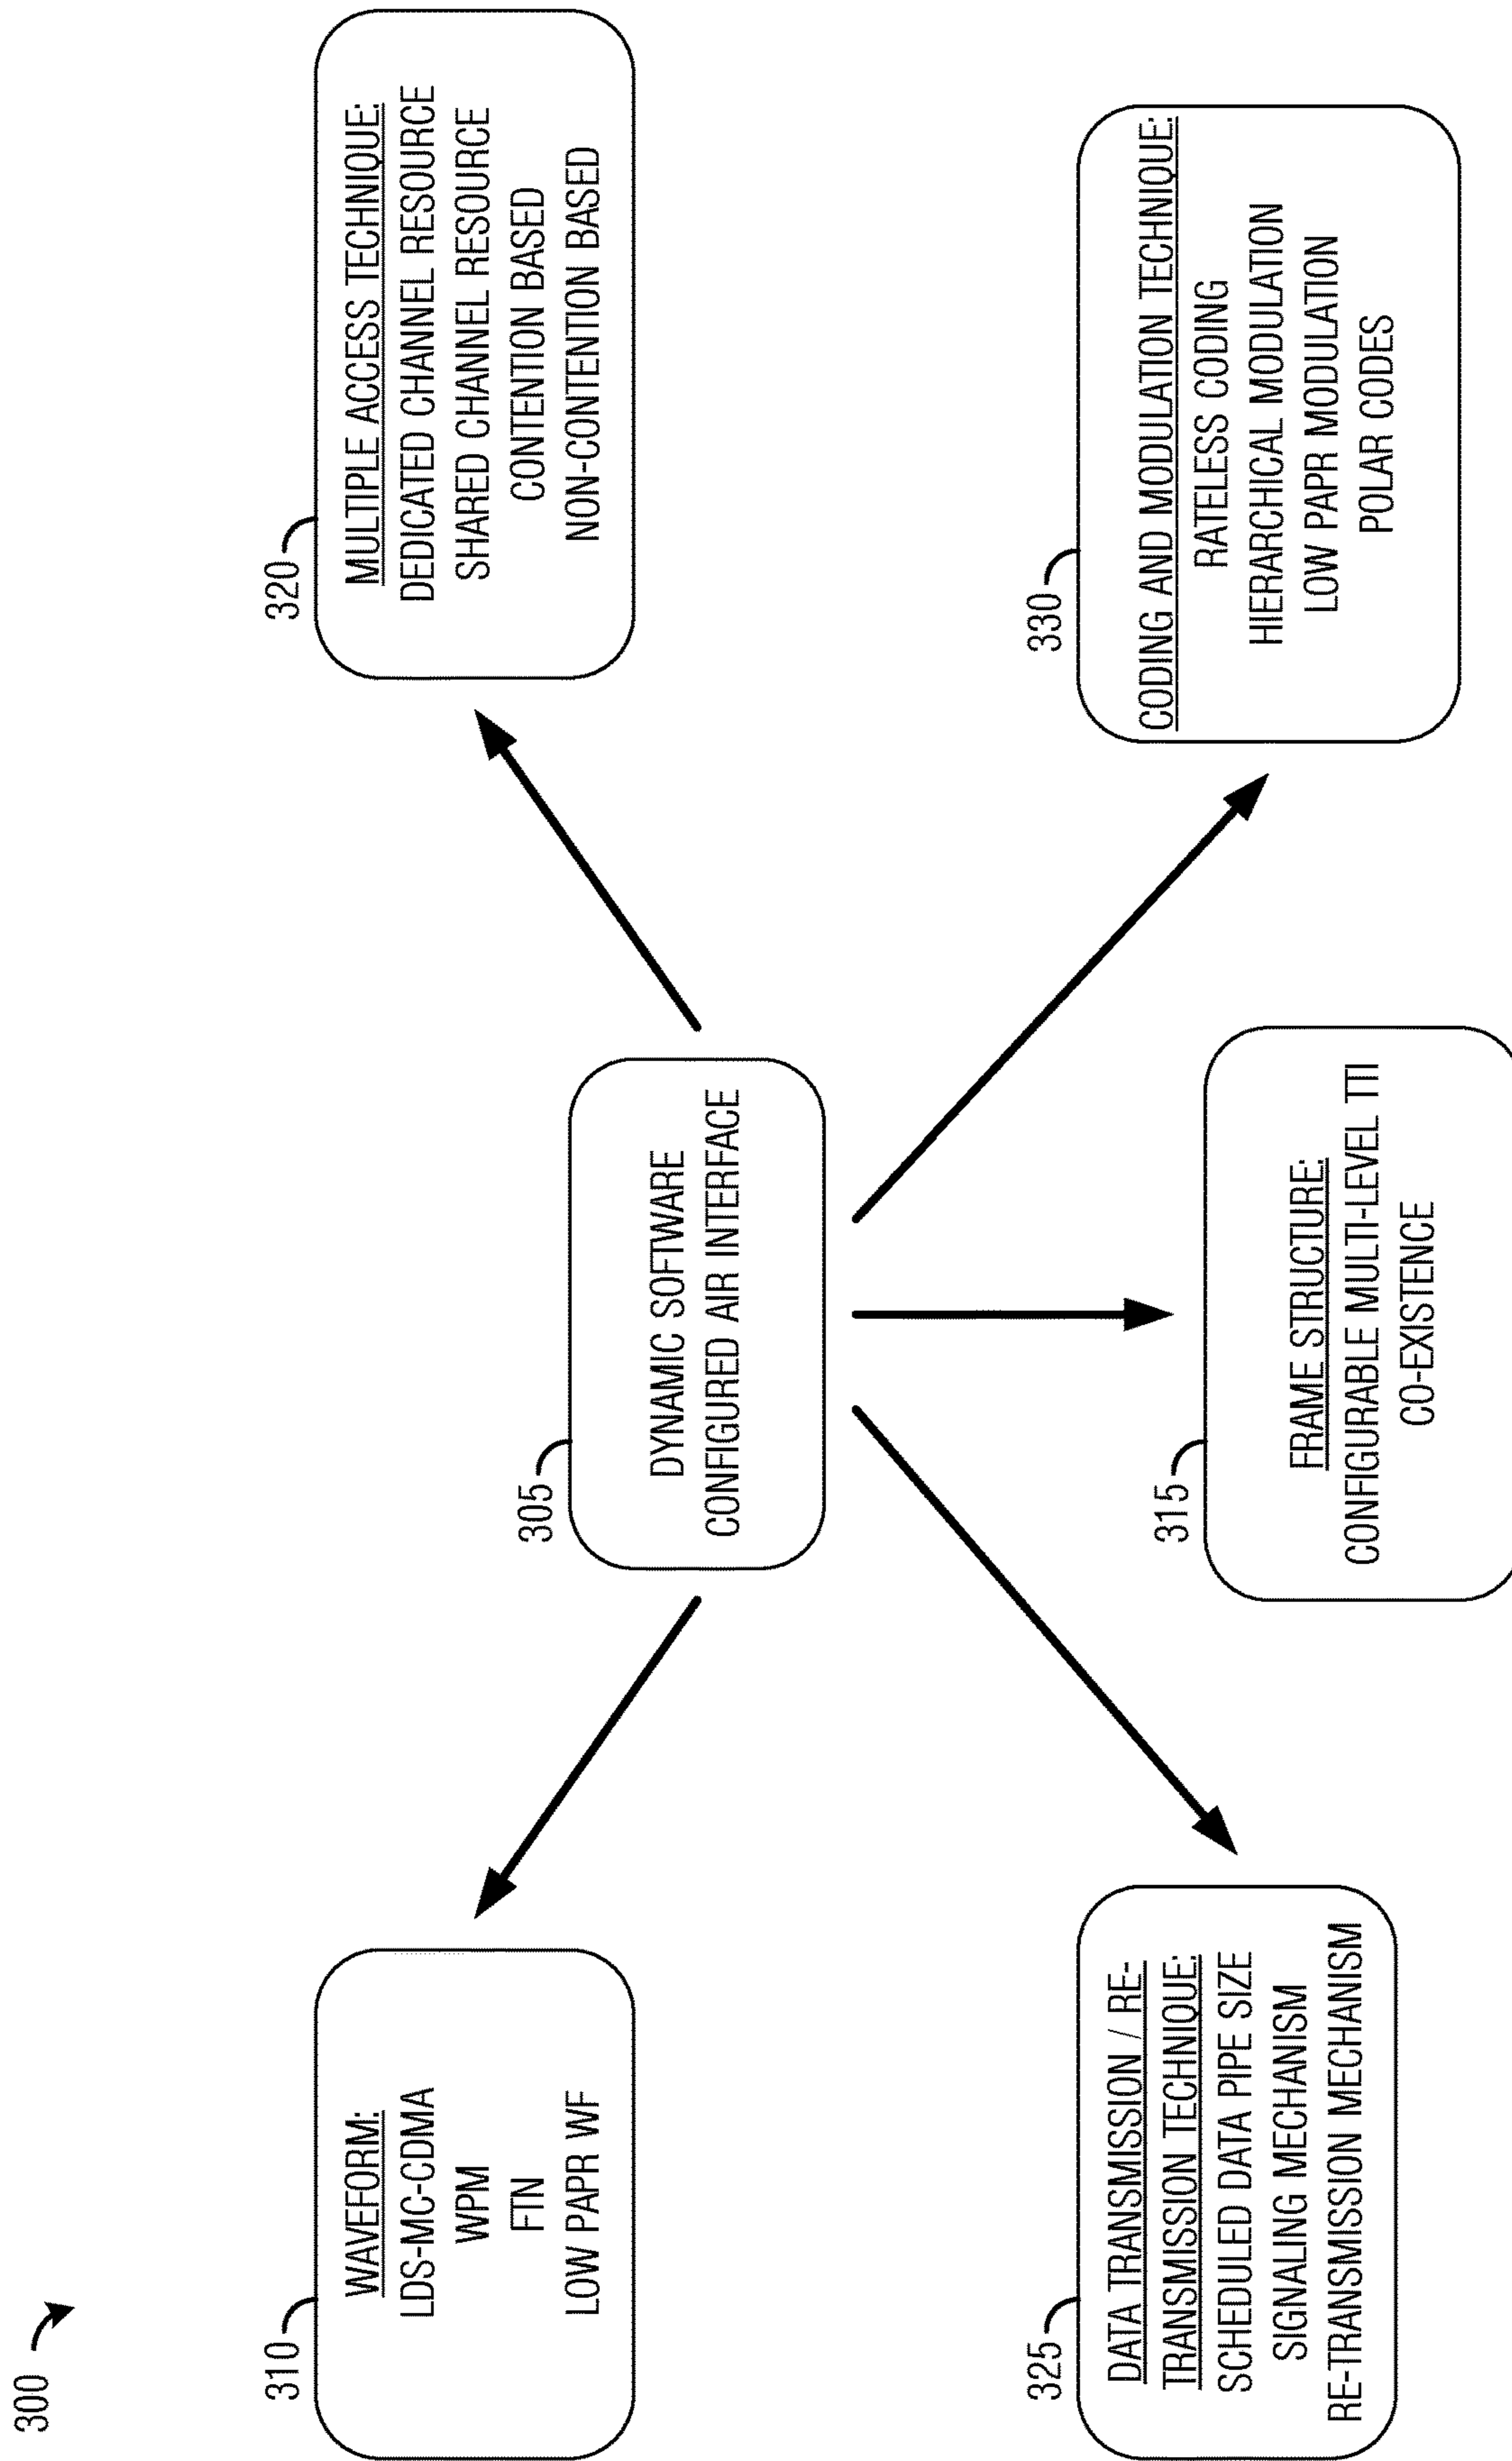 300
310
WAVEFORM:
LDS-MC-CDMA
WPM
FTN
LOW PAPR WF
320
MULTIPLE ACCESS TECHNIQUE:
DEDICATED CHANNEL RESOURCE
SHARED CHANNEL RESOURCE
CONTENTION BASED
NON-CONTENTION BASED
305
DYNAMIC SOFTWARE
CONFIGURED AIR INTERFACE
325
DATA TRANSMISSION / RE-
TRANSMISSION TECHNIQUE:
SCHEDULED DATA PIPE SIZE
SIGNALING MECHANISM
RE-TRANSMISSION MECHANISM
315
FRAME STRUCTURE:
CONFIGURABLE MULTI-LEVEL TTI
CO-EXISTENCE
330
CODING AND MODULATION TECHNIQUE:
RATELESS CODING
HIERARCHICAL MODULATION
LOW PAPR MODULATION
POLAR CODES